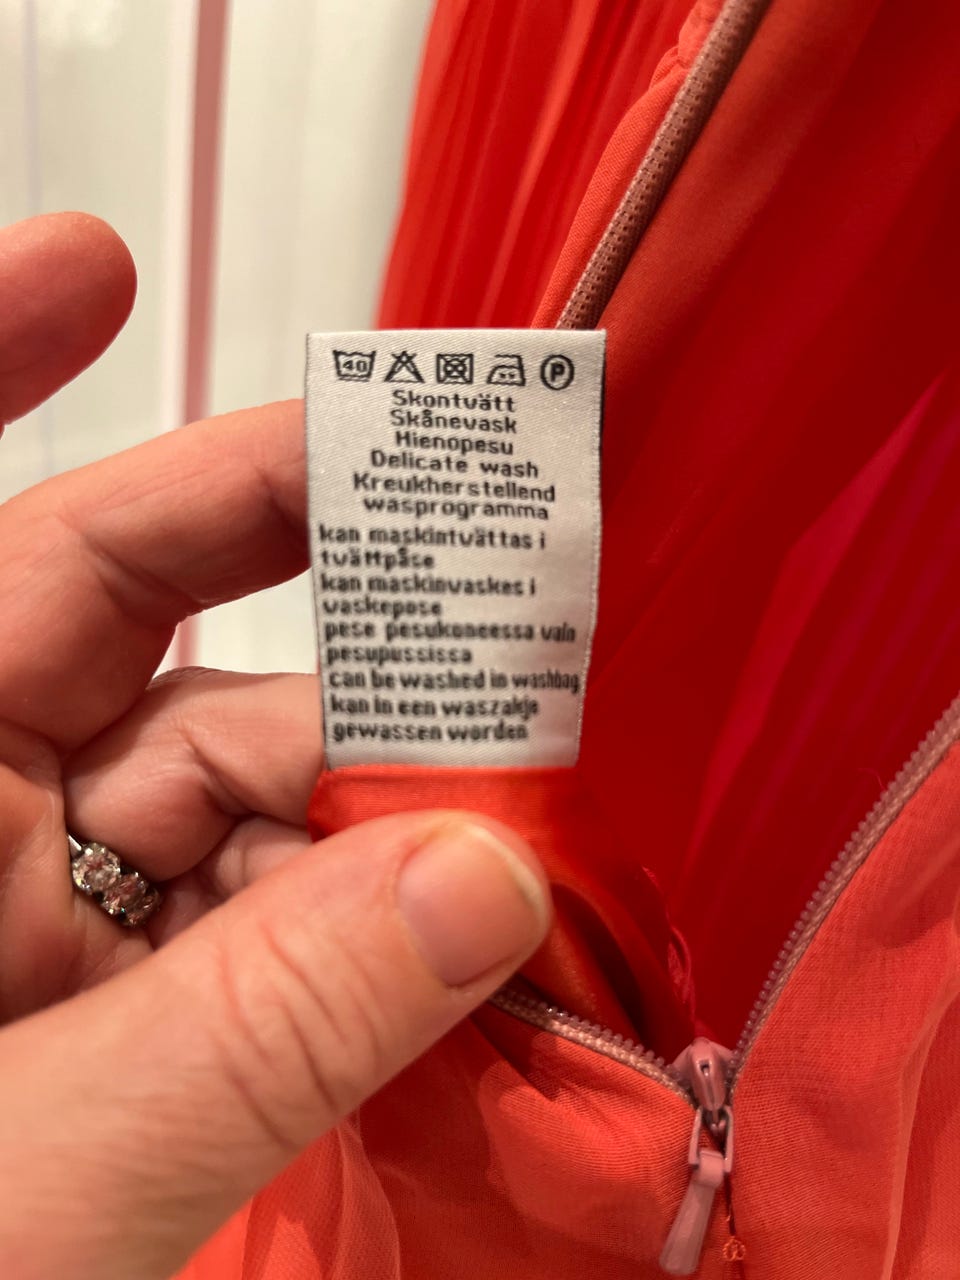 40 P
Skontvätt
Skånevask
Hienopesu
Delicate wash
Kreukherstellend
wasprogramma
kan maskintvättas i
tvättpåse
kan maskinvaskes i
vaskepose
pese pesukoneessa vain
pesupussissa
can be washed in washbag
kan in een waszakje
gewassen worden